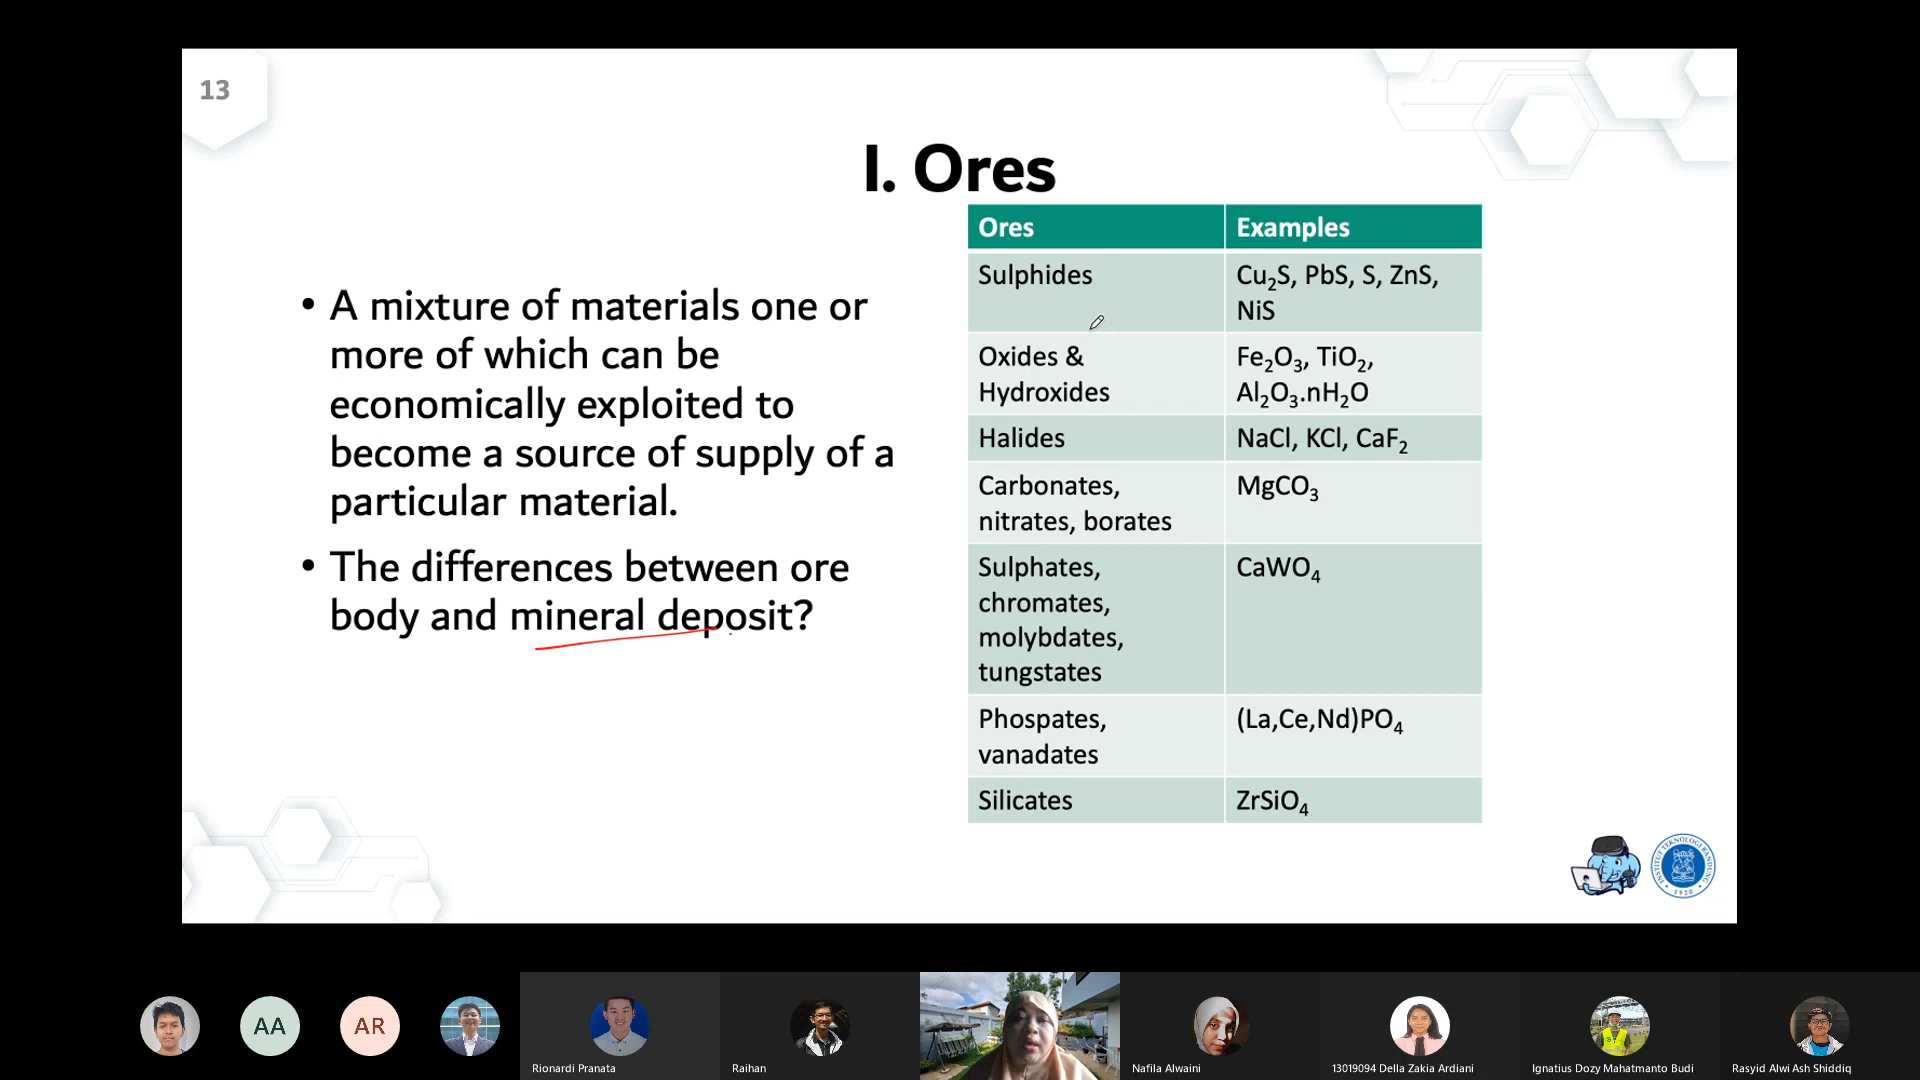 13
I. Ores
• A mixture of materials one or
more of which can be
economically exploited to
become a source of supply of a
particular material.
• The differences between ore
body and mineral deposit?
Ores Examples
Sulphides Cu₂S, PbS, S, ZnS,
NiS
Oxides & Fe₂O₃, TiO₂,
Hydroxides Al₂O₃.nH₂O
Halides NaCl, KCl, CaF₂
Carbonates, MgCO₃
nitrates, borates
Sulphates, CaWO₄
chromates,
molybdates,
tungstates
Phospates, (La,Ce,Nd)PO₄
vanadates
Silicates ZrSiO₄
INSTITUT TEKNOLOGI BANDUNG
1920
AA
AR
Rionardi Pranata
Raihan
Nafila Alwaini
13019094 Della Zakia Ardiani
Ignatius Dozy Mahatmanto Budi
Rasyid Alwi Ash Shiddiq